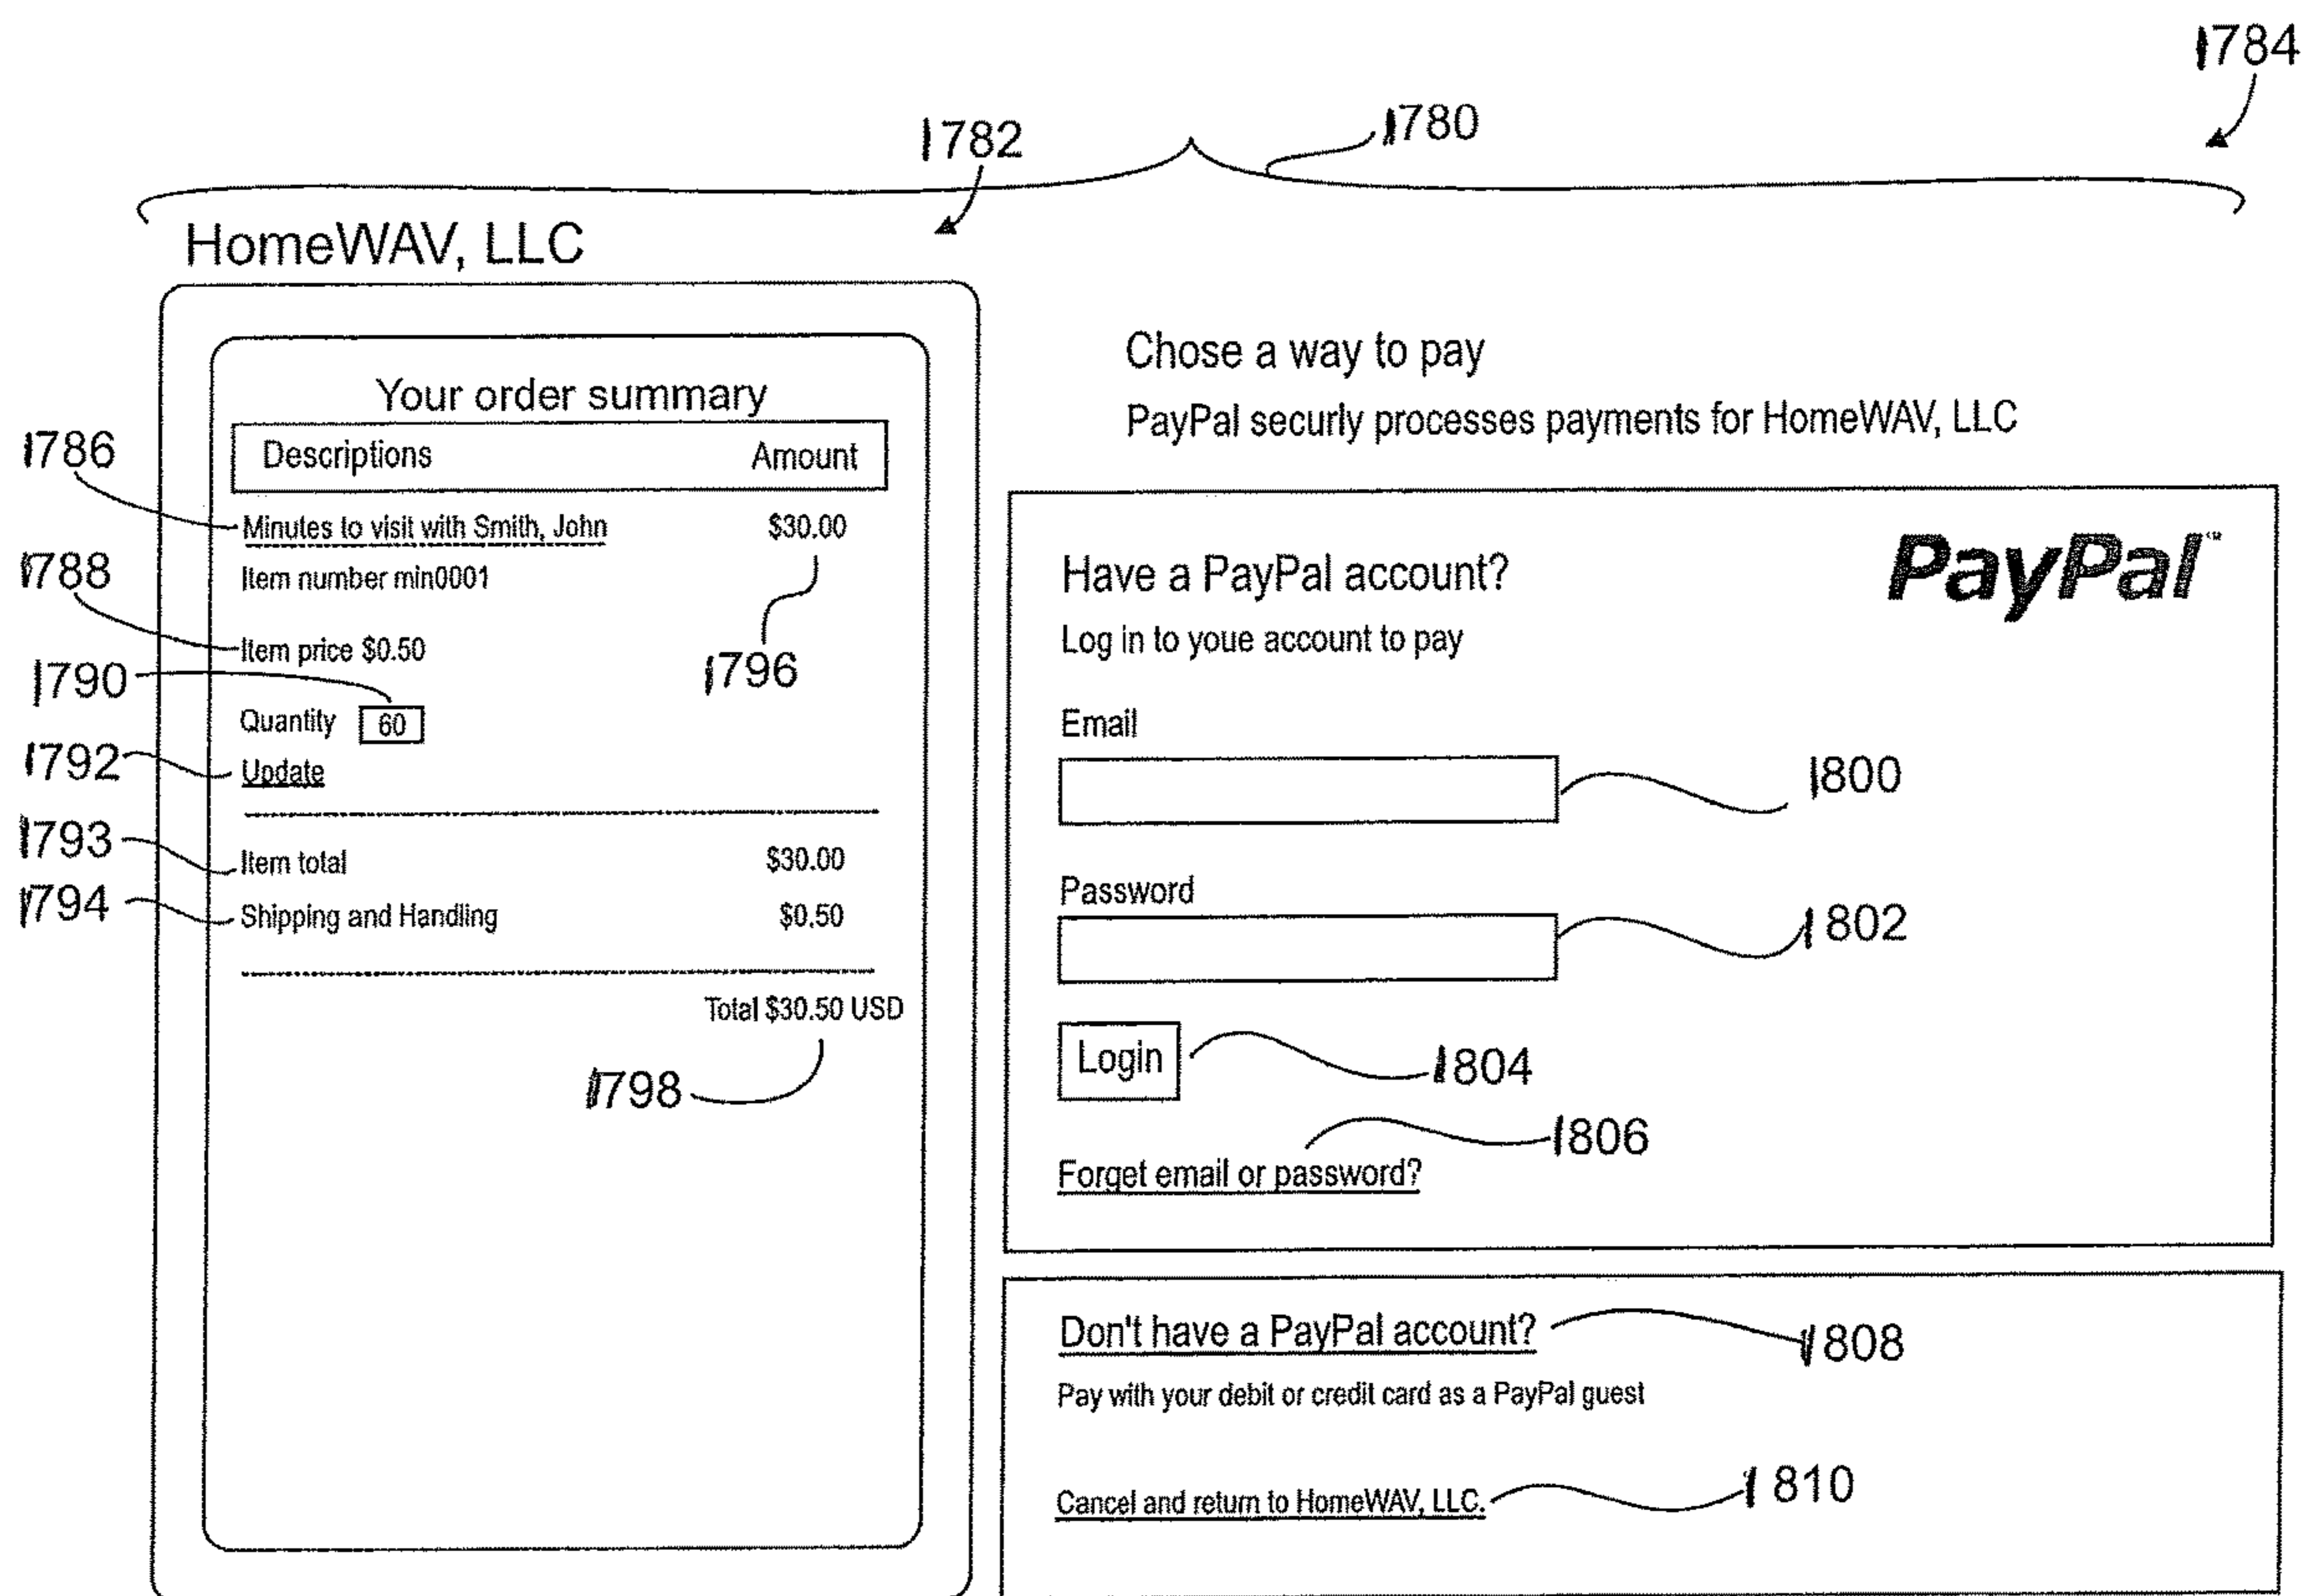 1784
1780
1782
HomeWAV, LLC
Your order summary
Descriptions Amount
1786
Minutes to visit with Smith, John $30.00
1788
Item number min0001
Item price $0.50
1796
1790
Quantity 60
1792
Update
1793
Item total $30.00
1794
Shipping and Handling $0.50
Total $30.50 USD
1798
Chose a way to pay
PayPal securly processes payments for HomeWAV, LLC
PayPal™
Have a PayPal account?
Log in to youe account to pay
Email
1800
Password
1802
Login
1804
1806
Forget email or password?
Don't have a PayPal account?
1808
Pay with your debit or credit card as a PayPal guest
Cancel and return to HomeWAV, LLC.
1810